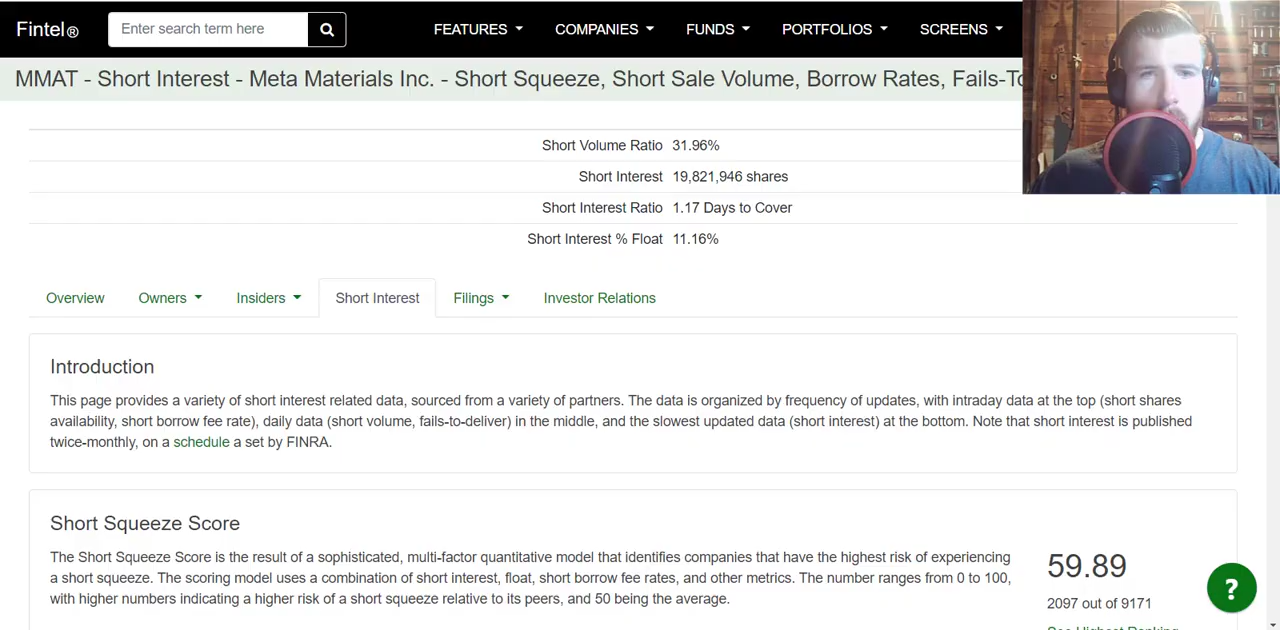 Fintel®
Enter search term here
FEATURES
COMPANIES
FUNDS
PORTFOLIOS
SCREENS
MMAT - Short Interest - Meta Materials Inc. - Short Squeeze, Short Sale Volume, Borrow Rates, Fails-To
Short Volume Ratio 31.96%
Short Interest 19,821,946 shares
Short Interest Ratio 1.17 Days to Cover
Short Interest % Float 11.16%
Overview
Owners
Insiders
Short Interest
Filings
Investor Relations
Introduction
This page provides a variety of short interest related data, sourced from a variety of partners. The data is organized by frequency of updates, with intraday data at the top (short shares
availability, short borrow fee rate), daily data (short volume, fails-to-deliver) in the middle, and the slowest updated data (short interest) at the bottom. Note that short interest is published
twice-monthly, on a schedule a set by FINRA.
Short Squeeze Score
The Short Squeeze Score is the result of a sophisticated, multi-factor quantitative model that identifies companies that have the highest risk of experiencing
a short squeeze. The scoring model uses a combination of short interest, float, short borrow fee rates, and other metrics. The number ranges from 0 to 100,
with higher numbers indicating a higher risk of a short squeeze relative to its peers, and 50 being the average.
59.89
2097 out of 9171
See Highest Ranking
?